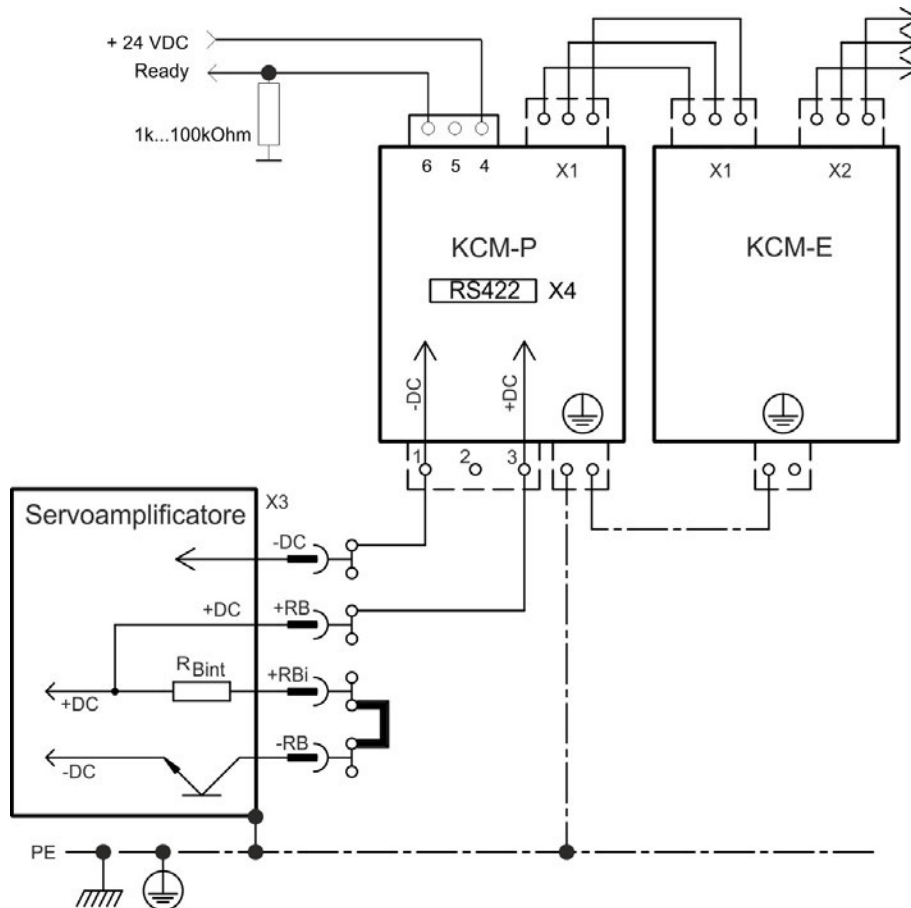 + 24 VDC
Ready
1k...100kOhm
6 5 4 X1
X1 X2
KCM-P
KCM-E
RS422 X4
-DC
+DC
1 2 3
Servoamplificatore
X3
-DC
+DC +RB
RBint +RBi
+DC
-RB
-DC
PE